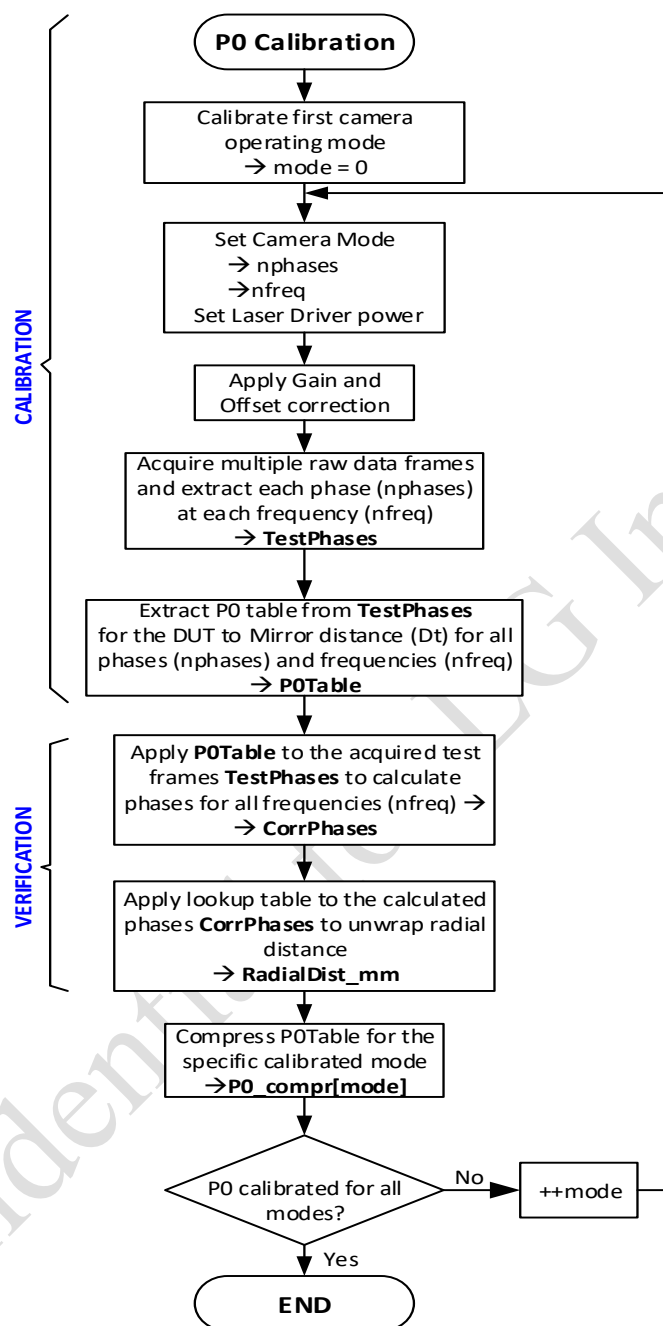 P0 Calibration
Calibrate first camera
operating mode
→ mode = 0
Set Camera Mode
→ nphases
→nfreq
Set Laser Driver power
CALIBRATION
Apply Gain and
Offset correction
Acquire multiple raw data frames
and extract each phase (nphases)
at each frequency (nfreq)
→ TestPhases
Extract P0 table from TestPhases
for the DUT to Mirror distance (Dt) for all
phases (nphases) and frequencies (nfreq)
→ P0Table
Apply P0Table to the acquired test
frames TestPhases to calculate
phases for all frequencies (nfreq) →
→ CorrPhases
VERIFICATION
Apply lookup table to the calculated
phases CorrPhases to unwrap radial
distance
→ RadialDist_mm
Compress P0Table for the
specific calibrated mode
→P0_compr[mode]
P0 calibrated for all
modes?
No
++mode
Yes
END